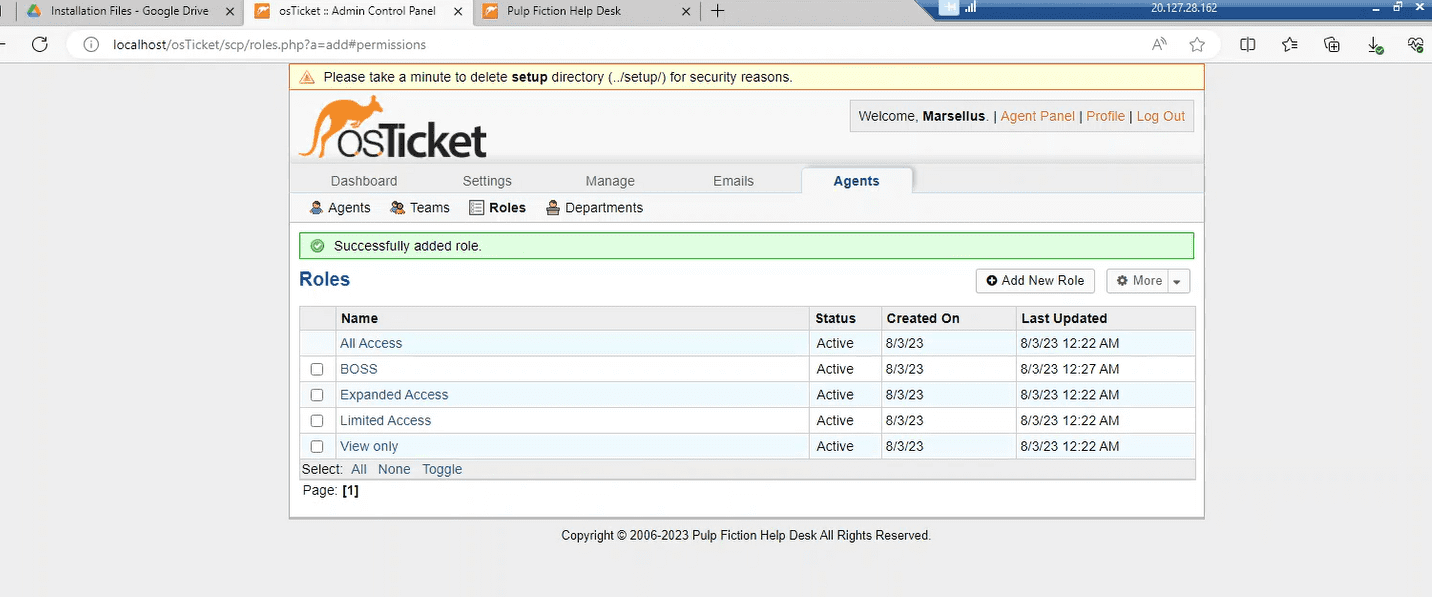 Installation Files - Google Drive osTicket :: Admin Control Panel Pulp Fiction Help Desk 20.127.28.162
localhost/osTicket/scp/roles.php?a=add#permissions
Please take a minute to delete setup directory (../setup/) for security reasons.
osTicket
Welcome, Marsellus. | Agent Panel | Profile | Log Out
Dashboard Settings Manage Emails Agents
Agents Teams Roles Departments
Successfully added role.
Roles Add New Role More
Name Status Created On Last Updated
All Access Active 8/3/23 8/3/23 12:22 AM
BOSS Active 8/3/23 8/3/23 12:27 AM
Expanded Access Active 8/3/23 8/3/23 12:22 AM
Limited Access Active 8/3/23 8/3/23 12:22 AM
View only Active 8/3/23 8/3/23 12:22 AM
Select: All None Toggle
Page: [1]
Copyright © 2006-2023 Pulp Fiction Help Desk All Rights Reserved.